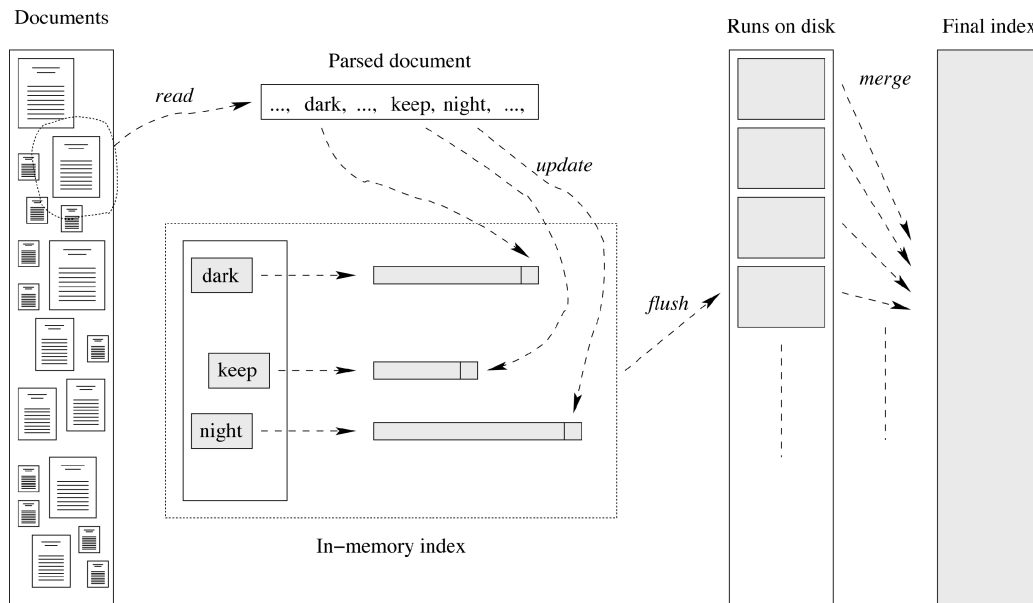 Documents
Runs on disk
Final index
Parsed document
read
..., dark, ..., keep, night, ...,
merge
update
dark
flush
keep
night
In-memory index